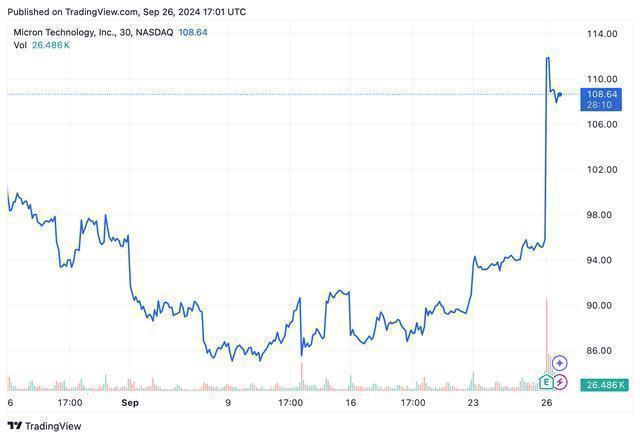 Published on TradingView.com, Sep 26, 2024 17:01 UTC
Micron Technology, Inc., 30, NASDAQ 108.64
Vol 26.486 K
114.00
110.00
108.64
28:10
106.00
102.00
98.00
94.00
90.00
86.00
E
26.486 K
6 17:00 Sep 9 17:00 16 17:00 23 26
TradingView